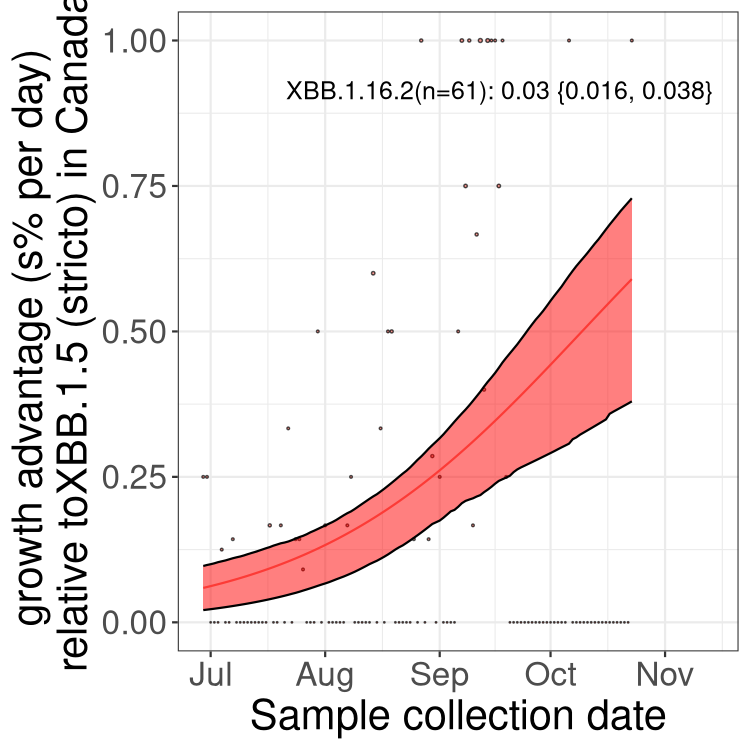 growth advantage (s% per day)
relative toXBB.1.5 (stricto) in Canada
1.00
0.75
0.50
0.25
0.00
XBB.1.16.2(n=61): 0.03 {0.016, 0.038}
Jul Aug Sep Oct Nov
Sample collection date